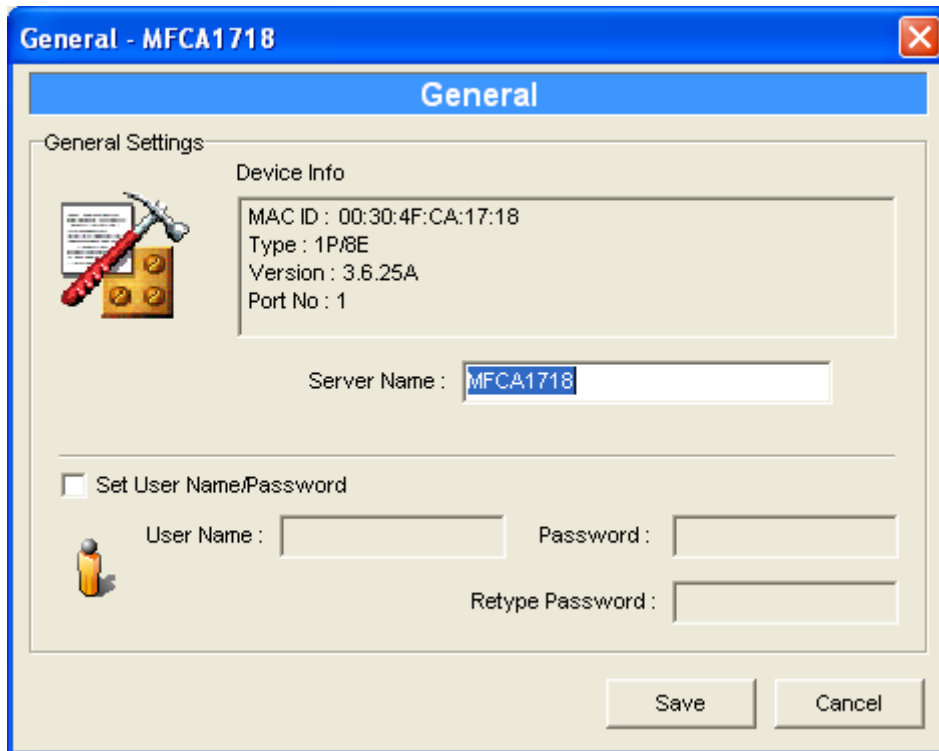 General - MFCA1718
General
General Settings
Device Info
MAC ID : 00:30:4F:CA:17:18
Type : 1P/8E
Version : 3.6.25A
Port No : 1
Server Name : MFCA1718
Set User Name/Password
User Name : Password :
Retype Password :
Save Cancel